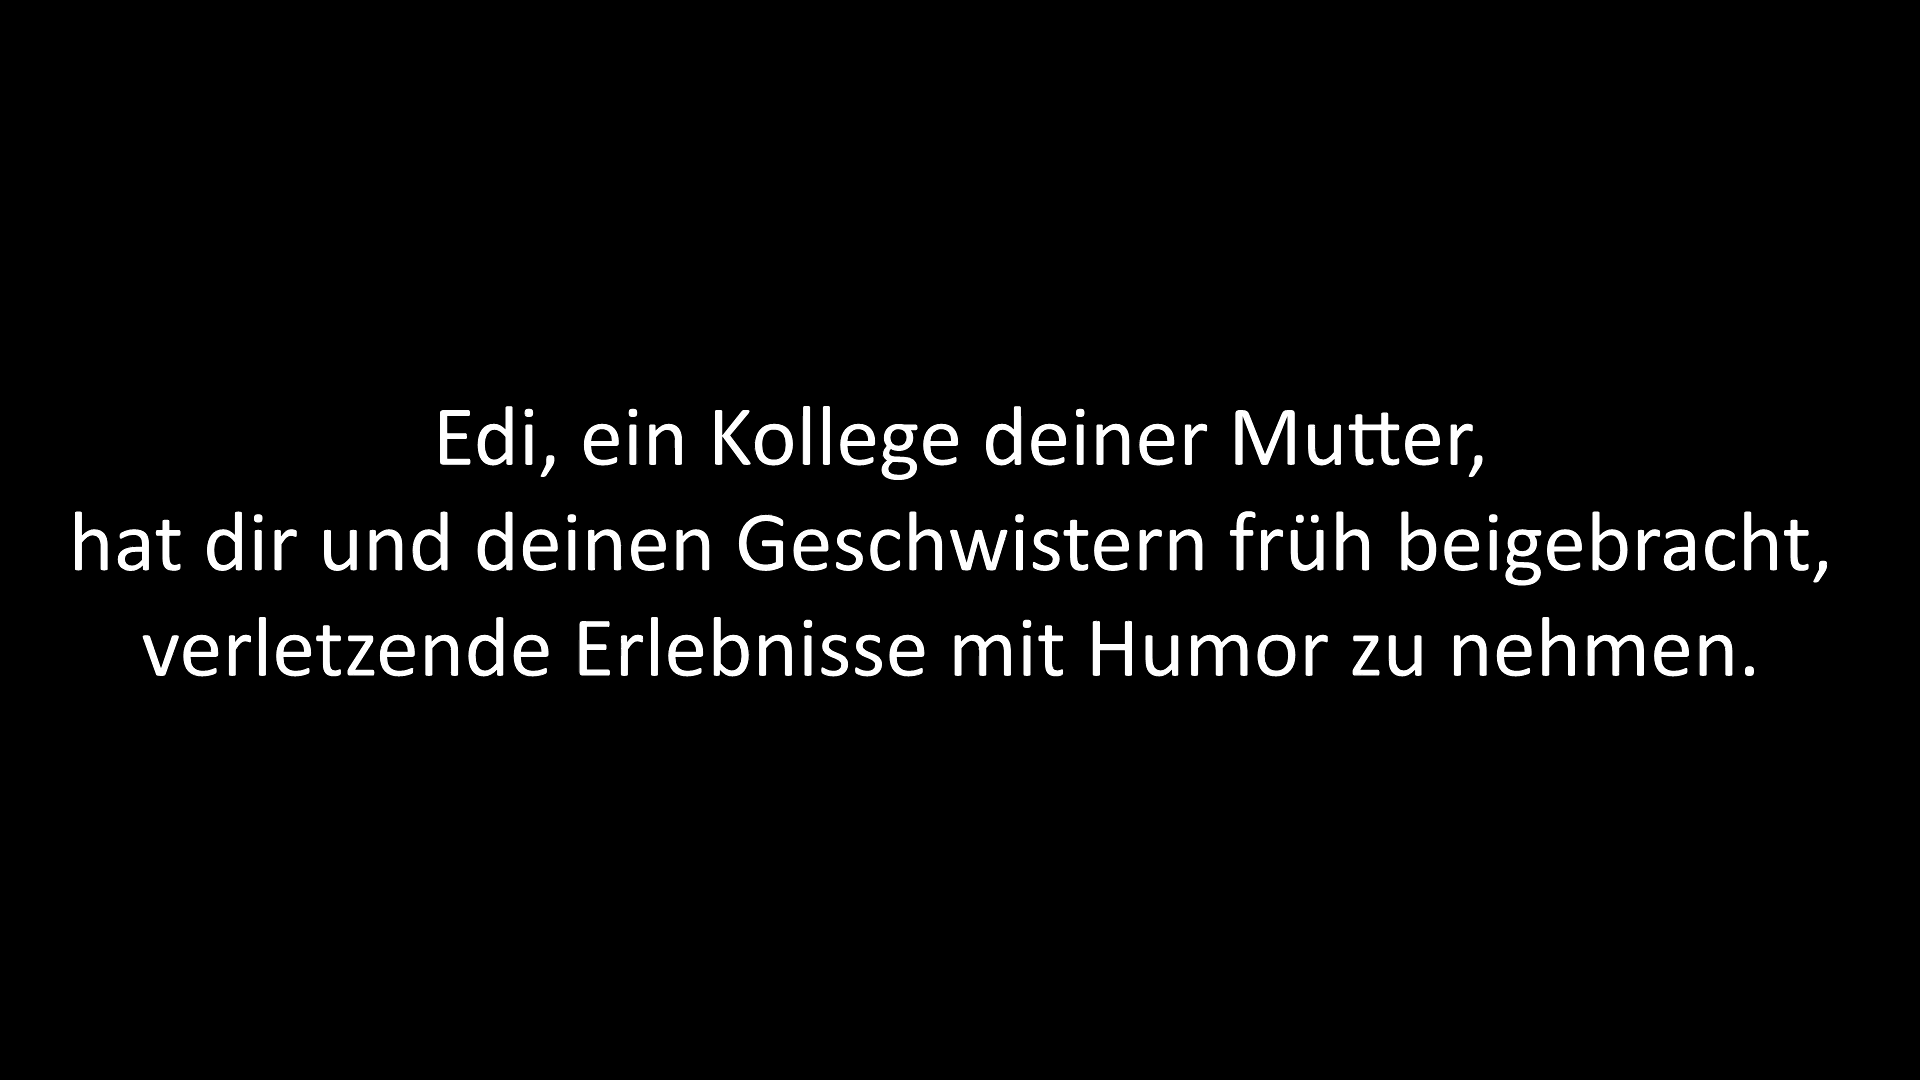 Edi, ein Kollege deiner Mutter,
hat dir und deinen Geschwistern früh beigebracht,
verletzende Erlebnisse mit Humor zu nehmen.